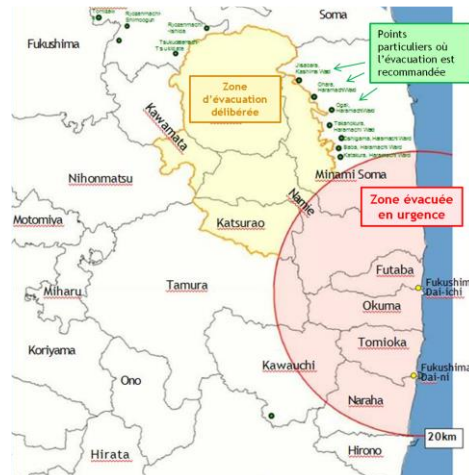 Soma
Fukushima
Points
particuliers où
l'évacuation est
recommandée
Zone
d'évacuation
délibérée
Kawamata
Nihonmatsu
Minami Soma
Namie
Katsurao
Zone évacuée
en urgence
Motomiya
Miharu
Tamura
Futaba
Fukushima
Dai-ichi
Okuma
Koriyama
Tomioka
Kawauchi
Ono
Fukushima
Dai-ni
Naraha
20km
Hirata
Hirono